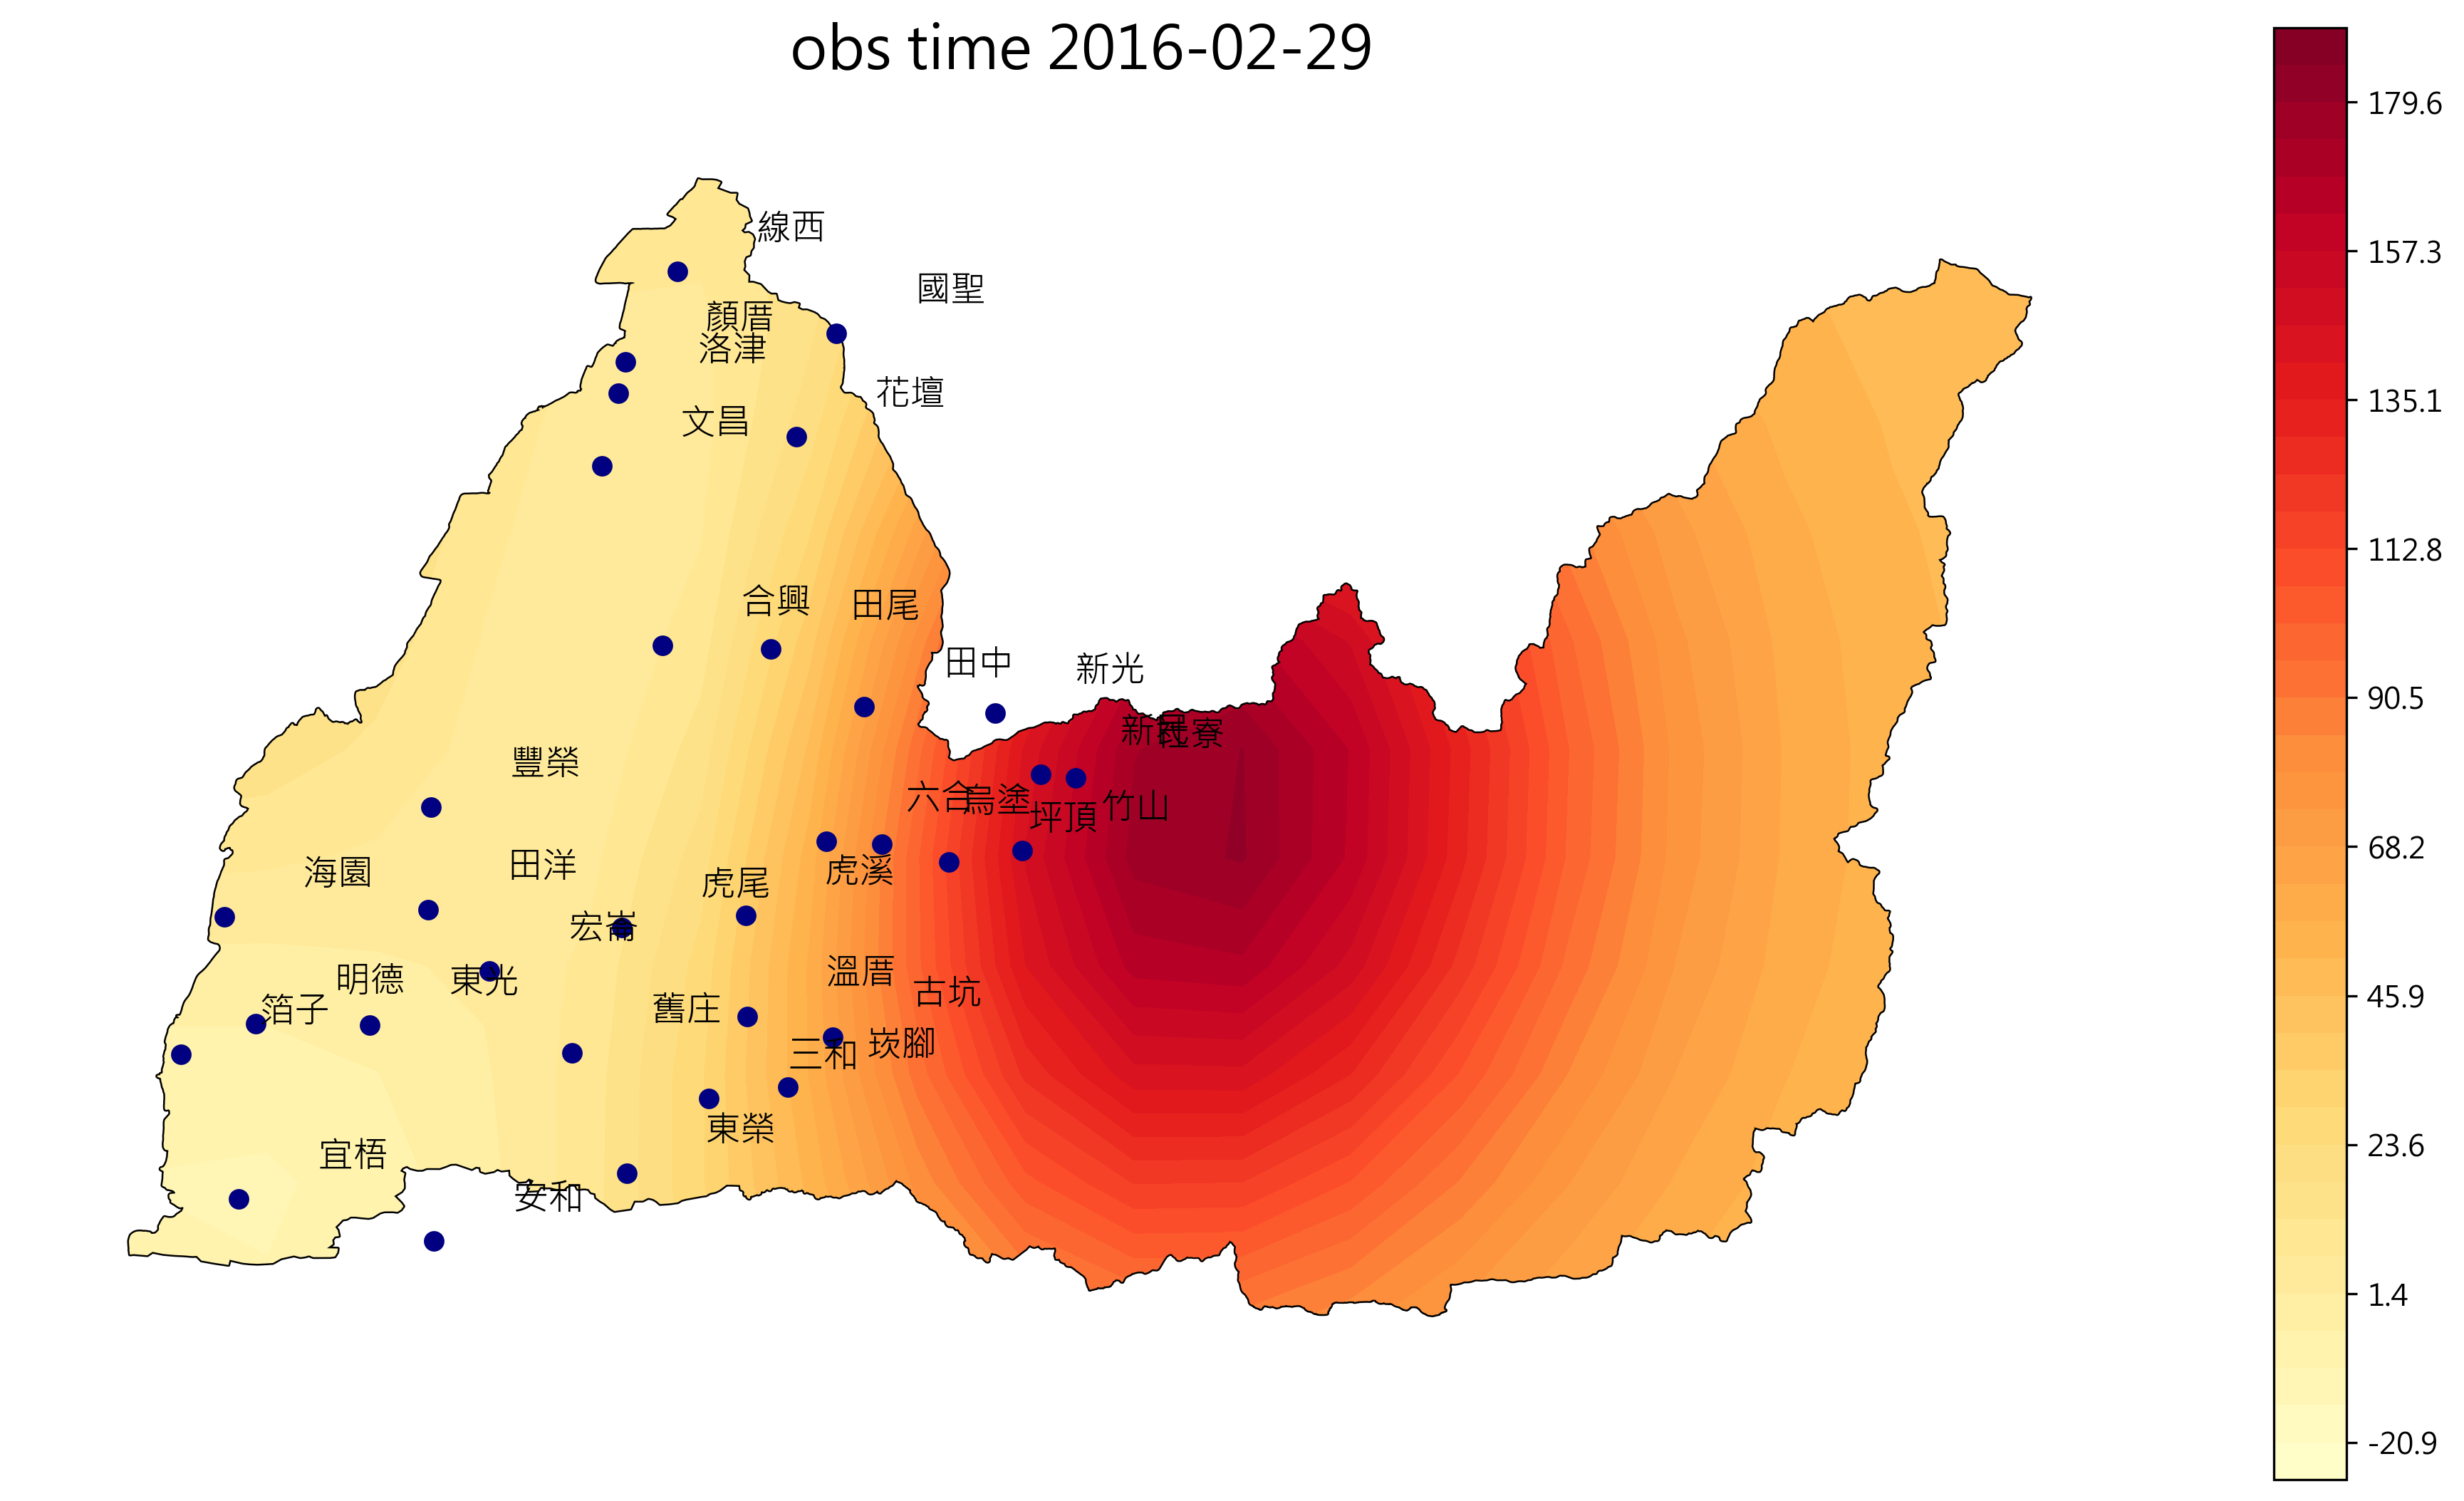 obs time 2016-02-29
線西
國聖
顏厝
洛津
花壇
文昌
合興
田尾
田中
新光
新民
社寮
豐榮
六合
烏塗
坪頂
竹山
海園
田洋
虎尾
虎溪
宏崙
明德
東光
溫厝
古坑
箔子
舊庄
三和
崁腳
東榮
宜梧
安和
179.6
157.3
135.1
112.8
90.5
68.2
45.9
23.6
1.4
-20.9